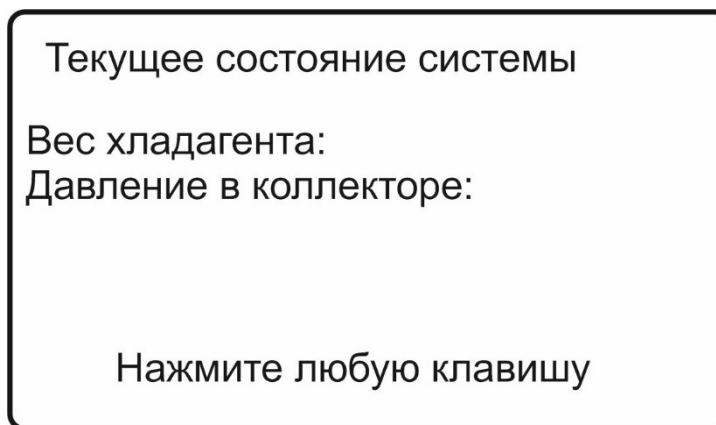 Текущее состояние системы
Вес хладагента:
Давление в коллекторе:
Нажмите любую клавишу